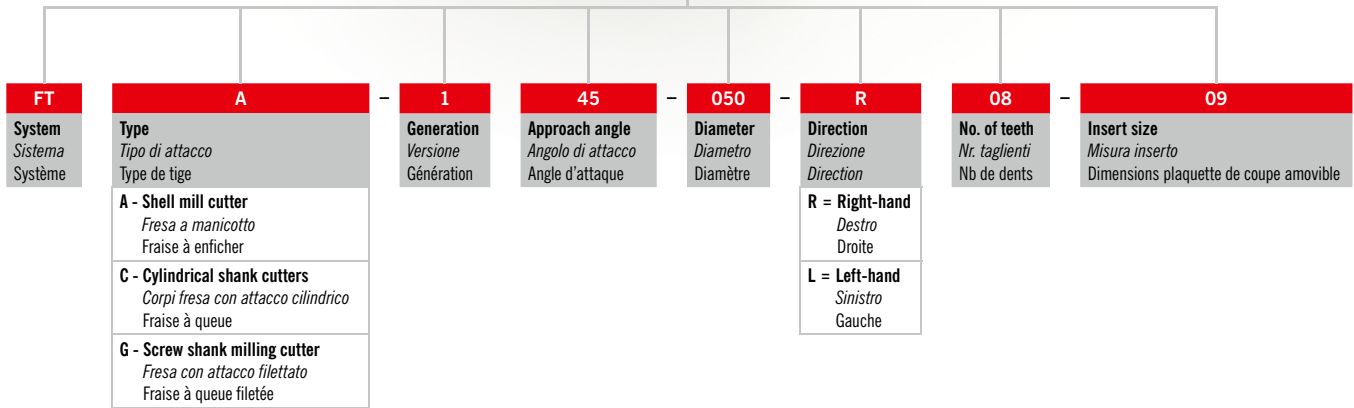 FT A – 1 45 – 050 – R 08 – 09
System
Sistema
Système
Type
Tipo di attacco
Type de tige
A - Shell mill cutter
Fresa a manicotto
Fraise à enficher
C - Cylindrical shank cutters
Corpi fresa con attacco cilindrico
Fraise à queue
G - Screw shank milling cutter
Fresa con attacco filettato
Fraise à queue filetée
Generation
Versione
Génération
Approach angle
Angolo di attacco
Angle d'attaque
Diameter
Diametro
Diamètre
Direction
Direzione
Direction
R = Right-hand
Destro
Droite
L = Left-hand
Sinistro
Gauche
No. of teeth
Nr. taglienti
Nb de dents
Insert size
Misura inserto
Dimensions plaquette de coupe amovible